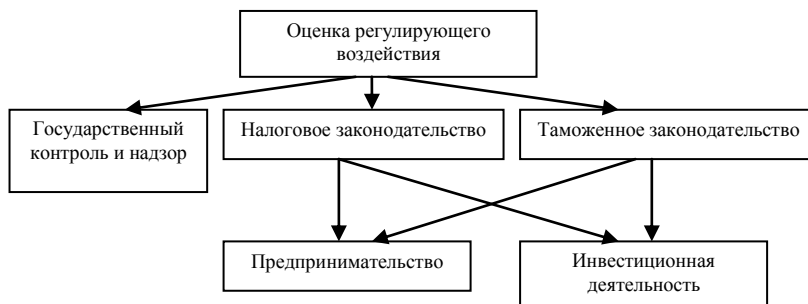 Оценка регулирующего
воздействия
Государственный
контроль и надзор
Налоговое законодательство
Таможенное законодательство
Предпринимательство
Инвестиционная
деятельность